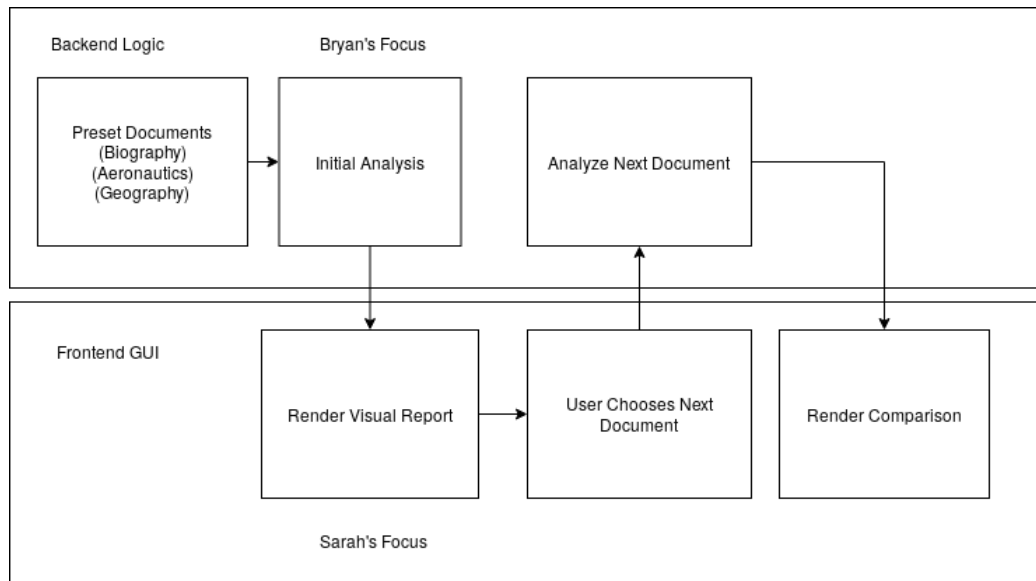 Backend Logic
Bryan's Focus
Preset Documents
(Biography)
(Aeronautics)
(Geography)
Initial Analysis
Analyze Next Document
Frontend GUI
Render Visual Report
User Chooses Next
Document
Render Comparison
Sarah's Focus